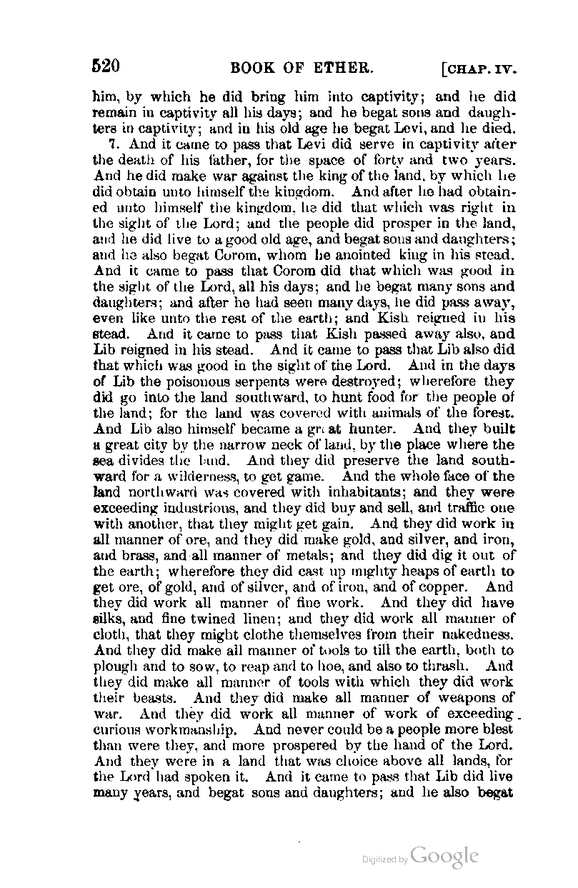 520 BOOK OF ETHER. [CHAP. IV.
him, by which he did bring him into captivity; and he did
remain in captivity all his days; and he begat sons and daugh-
ters in captivity; and in his old age he begat Levi, and he died.
7. And it came to pass that Levi did serve in captivity after
the death of his father, for the space of forty and two years.
And he did make war against the king of the land, by which he
did obtain unto himself the kingdom. And after he had obtain-
ed unto himself the kingdom, he did that which was right in
the sight of the Lord; and the people did prosper in the land,
and he did live to a good old age, and begat sons and daughters;
and he also begat Corom, whom he anointed king in his stead.
And it came to pass that Corom did that which was good in
the sight of the Lord, all his days; and he begat many sons and
daughters; and after he had seen many days, he did pass away,
even like unto the rest of the earth; and Kish reigned in his
stead. And it came to pass that Kish passed away also, and
Lib reigned in his stead. And it came to pass that Lib also did
that which was good in the sight of the Lord. And in the days
of Lib the poisonous serpents were destroyed; wherefore they
did go into the land southward, to hunt food for the people of
the land; for the land was covered with animals of the forest.
And Lib also himself became a great hunter. And they built
a great city by the narrow neck of land, by the place where the
sea divides the land. And they did preserve the land south-
ward for a wilderness, to get game. And the whole face of the
land northward was covered with inhabitants; and they were
exceeding industrious, and they did buy and sell, and traffic one
with another, that they might get gain. And they did work in
all manner of ore, and they did make gold, and silver, and iron,
and brass, and all manner of metals; and they did dig it out of
the earth; wherefore they did cast up mighty heaps of earth to
get ore, of gold, and of silver, and of iron, and of copper. And
they did work all manner of fine work. And they did have
silks, and fine twined linen; and they did work all manner of
cloth, that they might clothe themselves from their nakedness.
And they did make all manner of tools to till the earth, both to
plough and to sow, to reap and to hoe, and also to thrash. And
they did make all manner of tools with which they did work
their beasts. And they did make all manner of weapons of
war. And they did work all manner of work of exceeding
curious workmanship. And never could be a people more blest
than were they, and more prospered by the hand of the Lord.
And they were in a land that was choice above all lands, for
the Lord had spoken it. And it came to pass that Lib did live
many years, and begat sons and daughters; and he also begat
Digitized by Google